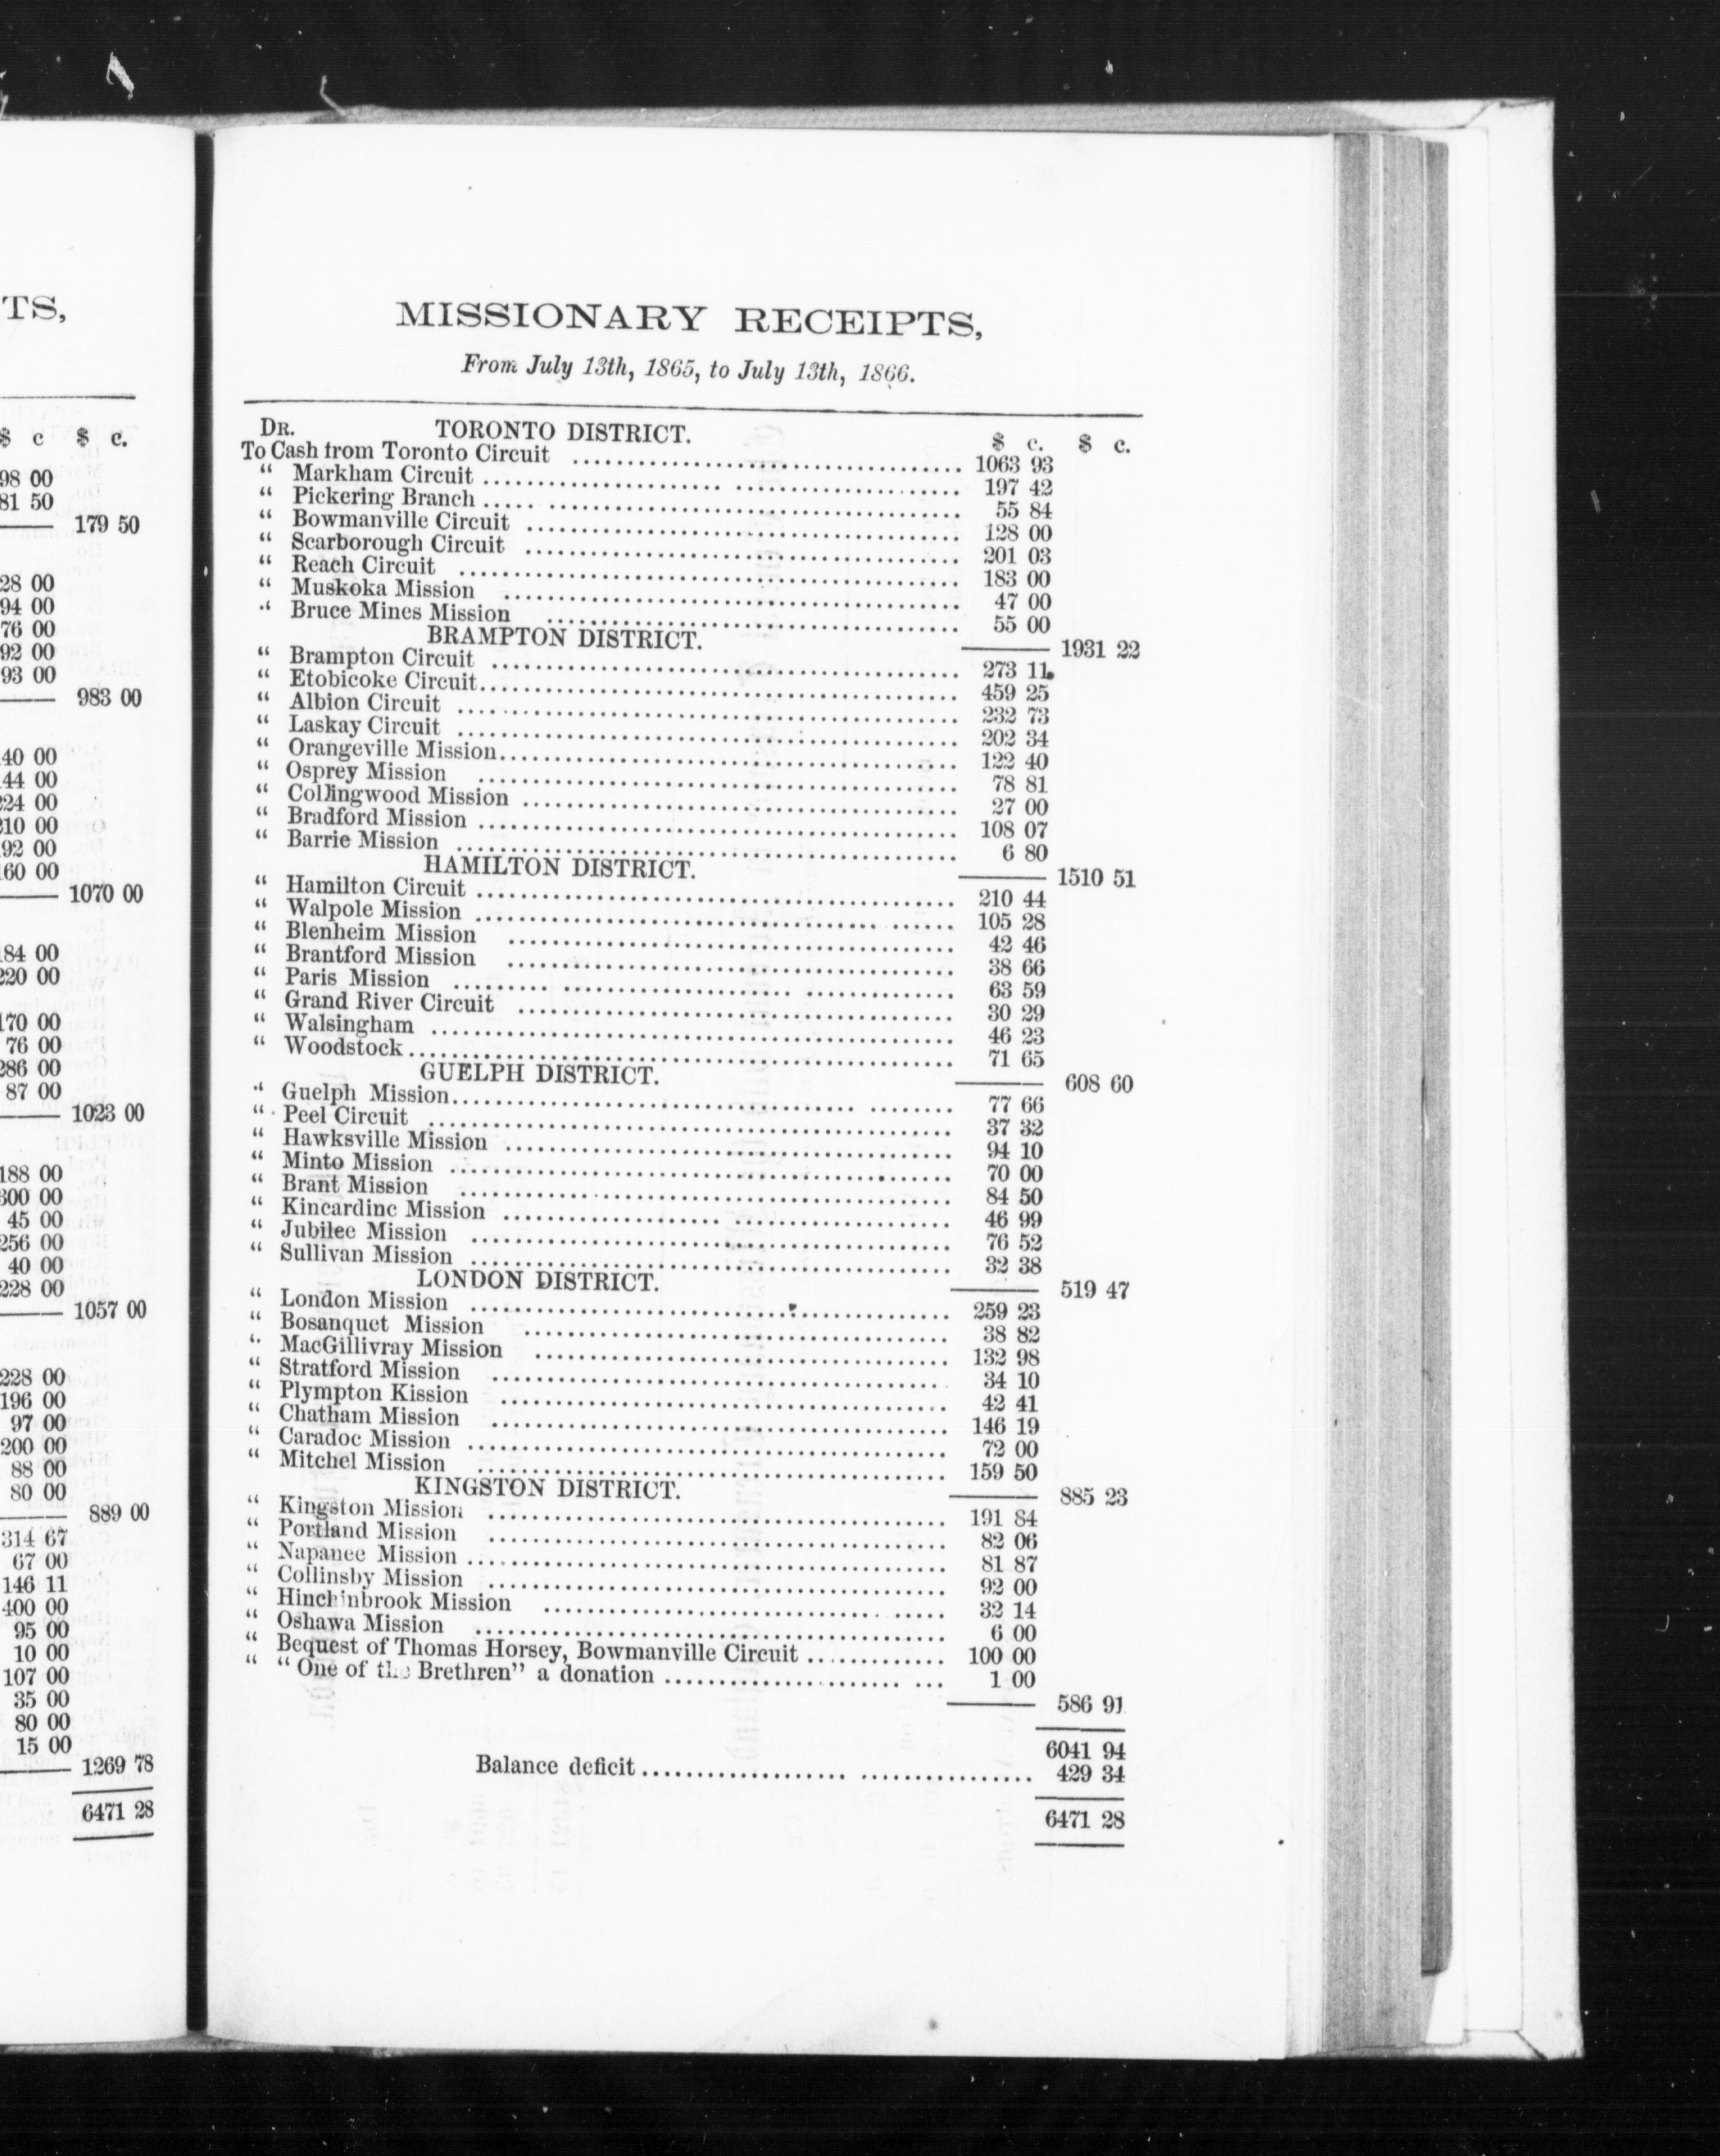 TS,
$ c $ c.
98 00
81 50
179 50
28 00
94 00
76 00
92 00
93 00
983 00
40 00
44 00
224 00
210 00
92 00
160 00
1070 00
184 00
220 00
170 00
76 00
286 00
87 00
1023 00
188 00
300 00
45 00
256 00
40 00
228 00
1057 00
228 00
196 00
97 00
200 00
88 00
80 00
889 00
314 67
67 00
146 11
400 00
95 00
10 00
107 00
35 00
80 00
15 00
1269 78
6471 28
MISSIONARY RECEIPTS,
From July 13th, 1865, to July 13th, 1866.
DR. TORONTO DISTRICT. $ c. $ c.
To Cash from Toronto Circuit ........ 1063 93
“ Markham Circuit ........ 197 42
“ Pickering Branch ........ 55 84
“ Bowmanville Circuit ........ 128 00
“ Scarborough Circuit ........ 201 03
“ Reach Circuit ........ 183 00
“ Muskoka Mission ........ 47 00
“ Bruce Mines Mission ........ 55 00
BRAMPTON DISTRICT. 1931 22
“ Brampton Circuit ........ 273 11
“ Etobicoke Circuit ........ 459 25
“ Albion Circuit ........ 232 73
“ Laskay Circuit ........ 202 34
“ Orangeville Mission ........ 122 40
“ Osprey Mission ........ 78 81
“ Collingwood Mission ........ 27 00
“ Bradford Mission ........ 108 07
“ Barrie Mission ........ 6 80
HAMILTON DISTRICT. 1510 51
“ Hamilton Circuit ........ 210 44
“ Walpole Mission ........ 105 28
“ Blenheim Mission ........ 42 46
“ Brantford Mission ........ 38 66
“ Paris Mission ........ 63 59
“ Grand River Circuit ........ 30 29
“ Walsingham ........ 46 23
“ Woodstock ........ 71 65
GUELPH DISTRICT. 608 60
“ Guelph Mission ........ 77 66
“ Peel Circuit ........ 37 32
“ Hawksville Mission ........ 94 10
“ Minto Mission ........ 70 00
“ Brant Mission ........ 84 50
“ Kincardine Mission ........ 46 99
“ Jubilee Mission ........ 76 52
“ Sullivan Mission ........ 32 38
LONDON DISTRICT. 519 47
“ London Mission ........ 259 23
“ Bosanquet Mission ........ 38 82
“ MacGillivray Mission ........ 132 98
“ Stratford Mission ........ 34 10
“ Plympton Kission ........ 42 41
“ Chatham Mission ........ 146 19
“ Caradoc Mission ........ 72 00
“ Mitchel Mission ........ 159 50
KINGSTON DISTRICT. 885 23
“ Kingston Mission ........ 191 84
“ Portland Mission ........ 82 06
“ Napanee Mission ........ 81 87
“ Collinsby Mission ........ 92 00
“ Hinchinbrook Mission ........ 32 14
“ Oshawa Mission ........ 6 00
“ Bequest of Thomas Horsey, Bowmanville Circuit ........ 100 00
“ “One of the Brethren” a donation ........ 1 00
586 91
6041 94
Balance deficit ........ 429 34
6471 28